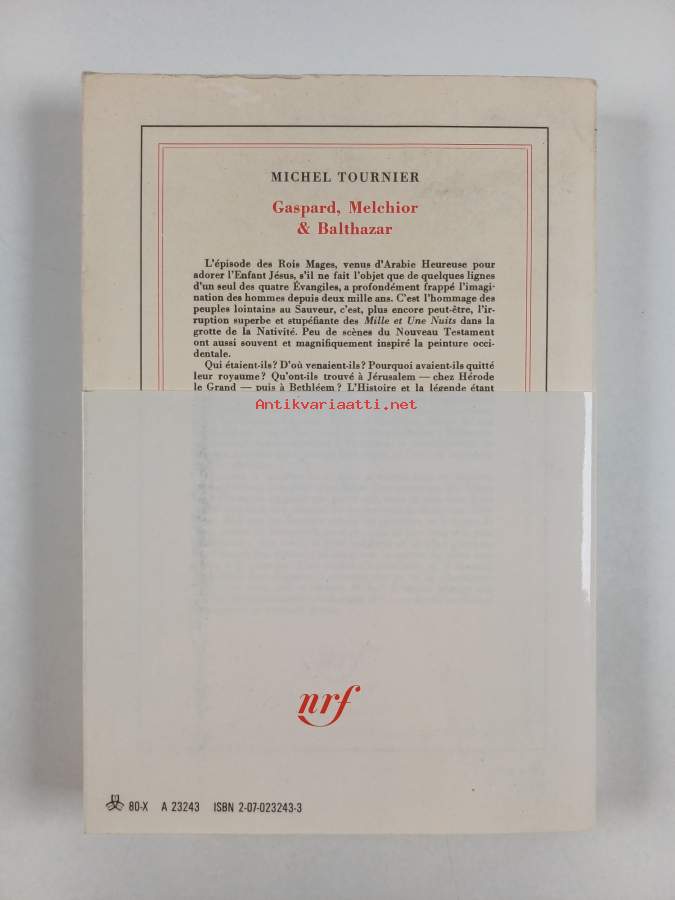 MICHEL TOURNIER
Gaspard, Melchior
& Balthazar
L'épisode des Rois Mages, venus d'Arabie Heureuse pour
adorer l'Enfant Jésus, s'il ne fait l'objet que de quelques lignes
d'un seul des quatre Évangiles, a profondément frappé l'imagi-
nation des hommes depuis deux mille ans. C'est l'hommage des
peuples lointains au Sauveur, c'est, plus encore peut-être, l'ir-
ruption superbe et stupéfiante des Mille et Une Nuits dans la
grotte de la Nativité. Peu de scènes du Nouveau Testament
ont aussi souvent et magnifiquement inspiré la peinture occi-
dentale.
Qui étaient-ils? D'où venaient-ils? Pourquoi avaient-ils quitté
leur royaume? Qu'ont-ils trouvé à Jérusalem — chez Hérode
le Grand — puis à Bethléem? L'Histoire et la légende étant
Antikvariaatti.net
nrf
80-X A 23243 ISBN 2-07-023243-3